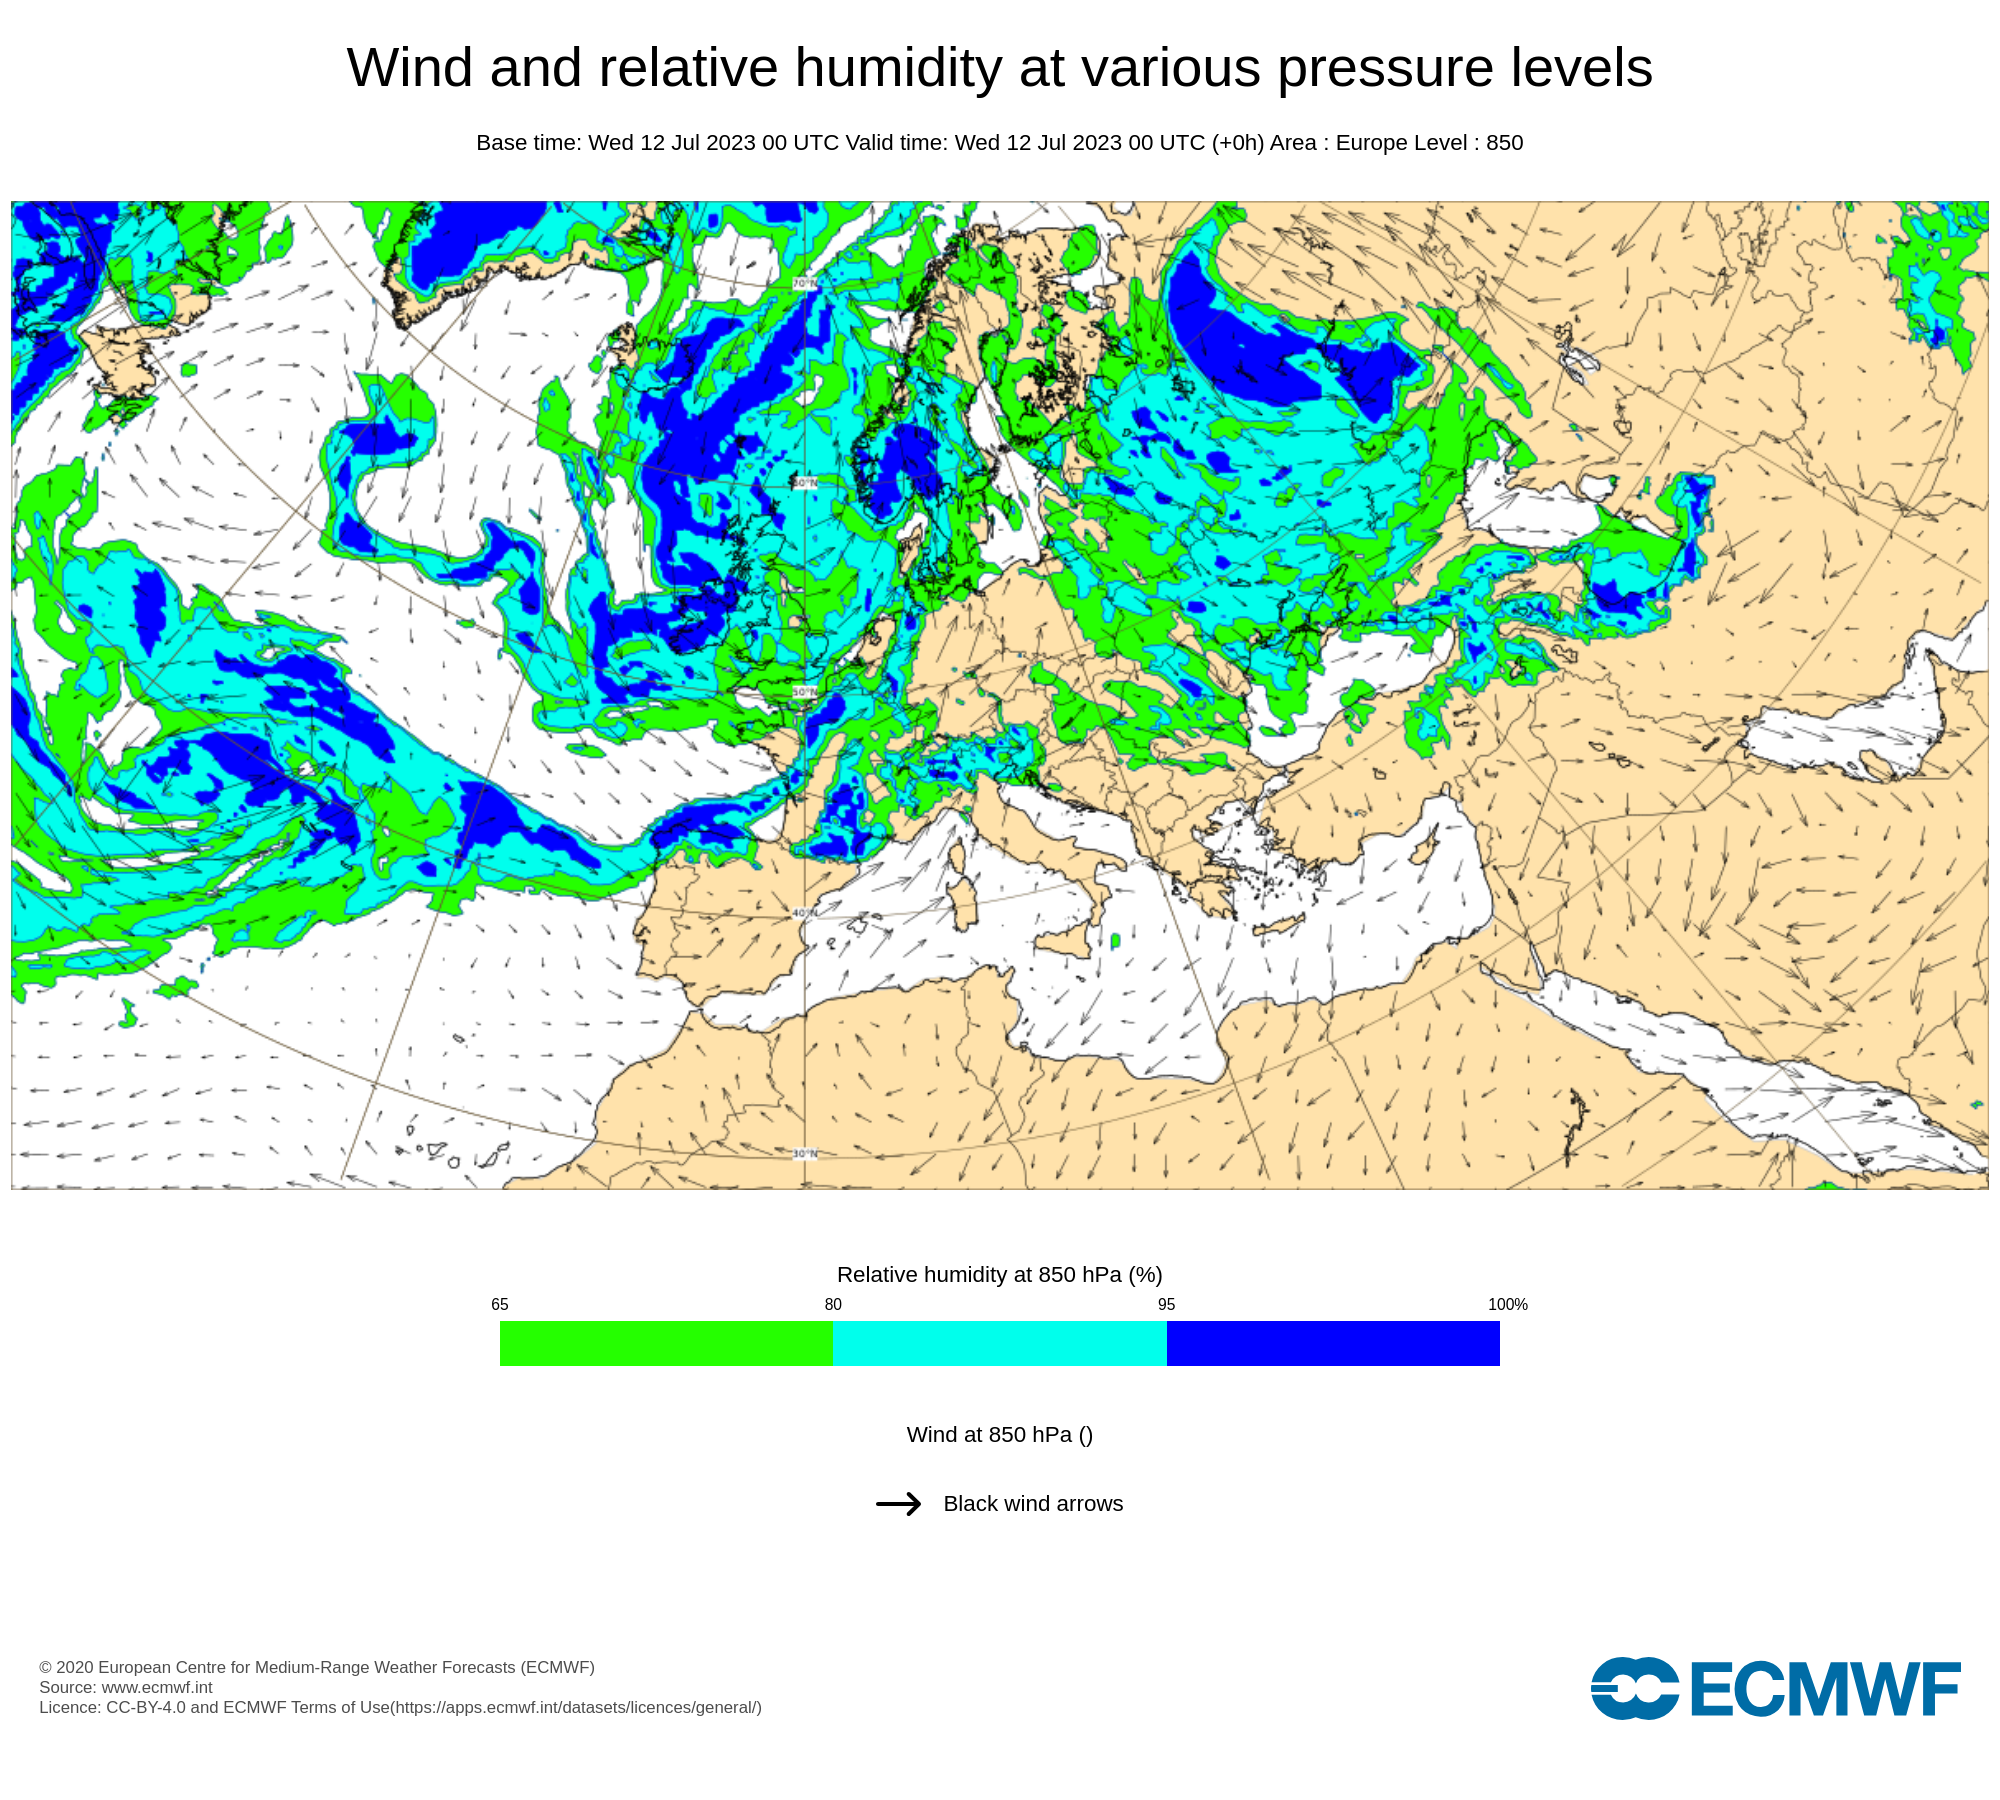 Wind and relative humidity at various pressure levels
Base time: Wed 12 Jul 2023 00 UTC Valid time: Wed 12 Jul 2023 00 UTC (+0h) Area : Europe Level : 850
70°N
60°N
50°N
40°N
30°N
Relative humidity at 850 hPa (%)
65 80 95 100%
Wind at 850 hPa ()
Black wind arrows
© 2020 European Centre for Medium-Range Weather Forecasts (ECMWF)
Source: www.ecmwf.int
Licence: CC-BY-4.0 and ECMWF Terms of Use(https://apps.ecmwf.int/datasets/licences/general/)
ECMWF